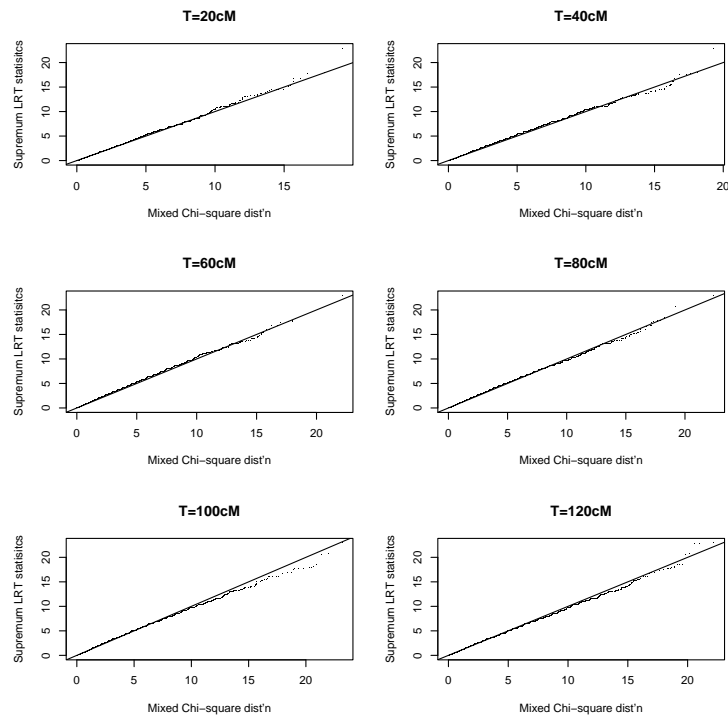 T=20cM
Supremum LRT statisitcs
0 5 10 15 20
0 5 10 15
Mixed Chi−square dist'n
T=40cM
Supremum LRT statisitcs
0 5 10 15 20
0 5 10 15 20
Mixed Chi−square dist'n
T=60cM
Supremum LRT statisitcs
0 5 10 15 20
0 5 10 15 20
Mixed Chi−square dist'n
T=80cM
Supremum LRT statisitcs
0 5 10 15 20
0 5 10 15 20
Mixed Chi−square dist'n
T=100cM
Supremum LRT statisitcs
0 5 10 15 20
0 5 10 15 20
Mixed Chi−square dist'n
T=120cM
Supremum LRT statisitcs
0 5 10 15 20
0 5 10 15 20
Mixed Chi−square dist'n